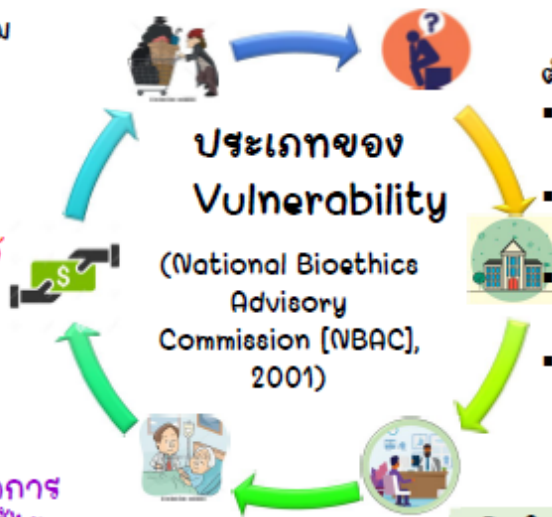 ประเภทของ
Vulnerability
(National Bioethics
Advisory
Commission [NBAC],
2001)
$
?